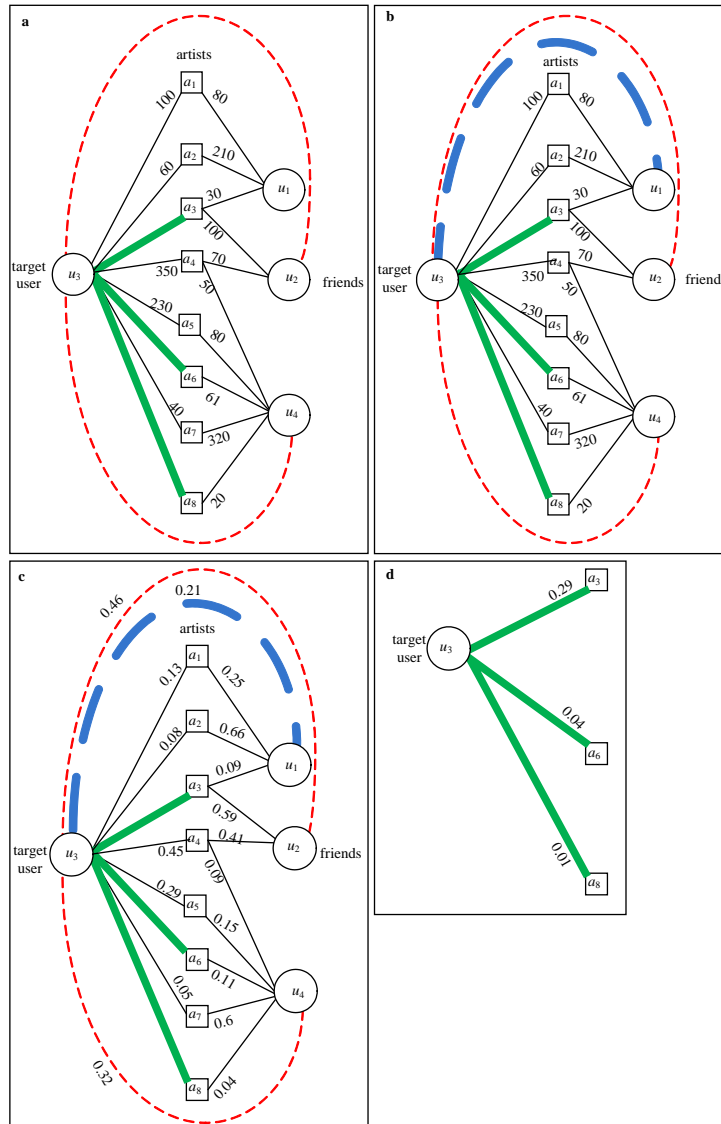 a
artists
a1
100
80
a2
60
210
a3
30
u1
100
a4
70
350
50
target
user
u3
u2
friends
230
a5
80
a6
61
40
a7
320
u4
a8
20
b
artists
a1
100
80
a2
60
210
a3
30
u1
100
a4
70
350
50
target
user
u3
u2
friend
230
a5
80
a6
61
40
a7
320
u4
a8
20
c
0.46
0.21
artists
a1
0.13
0.25
a2
0.08
0.66
u1
a3
0.09
0.59
a4
0.41
0.45
0.09
target
user
u3
u2
friends
0.29
a5
0.15
a6
0.11
0.05
a7
0.6
u4
0.32
a8
0.04
d
a3
0.29
target
user
u3
0.04
a6
0.01
a8